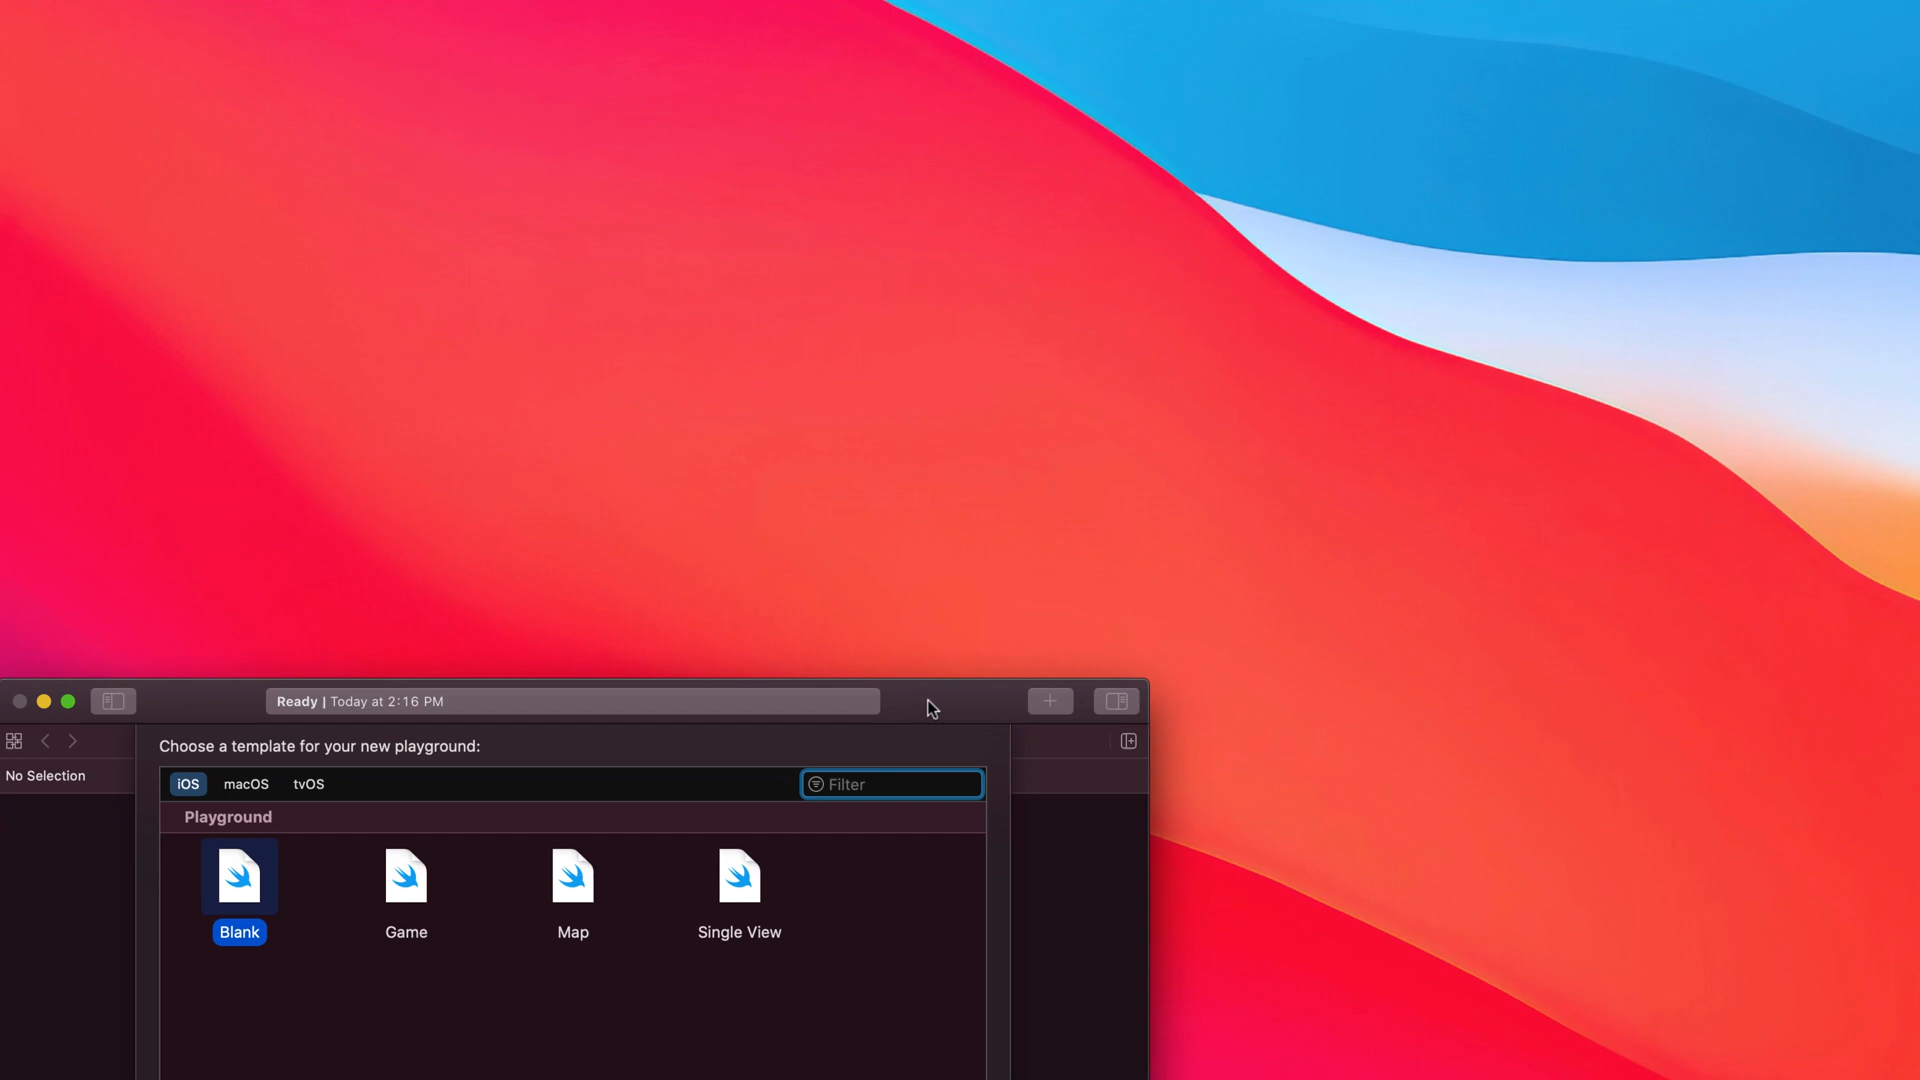 Ready | Today at 2:16 PM
Choose a template for your new playground:
No Selection
iOS macOS tvOS Filter
Playground
Blank Game Map Single View